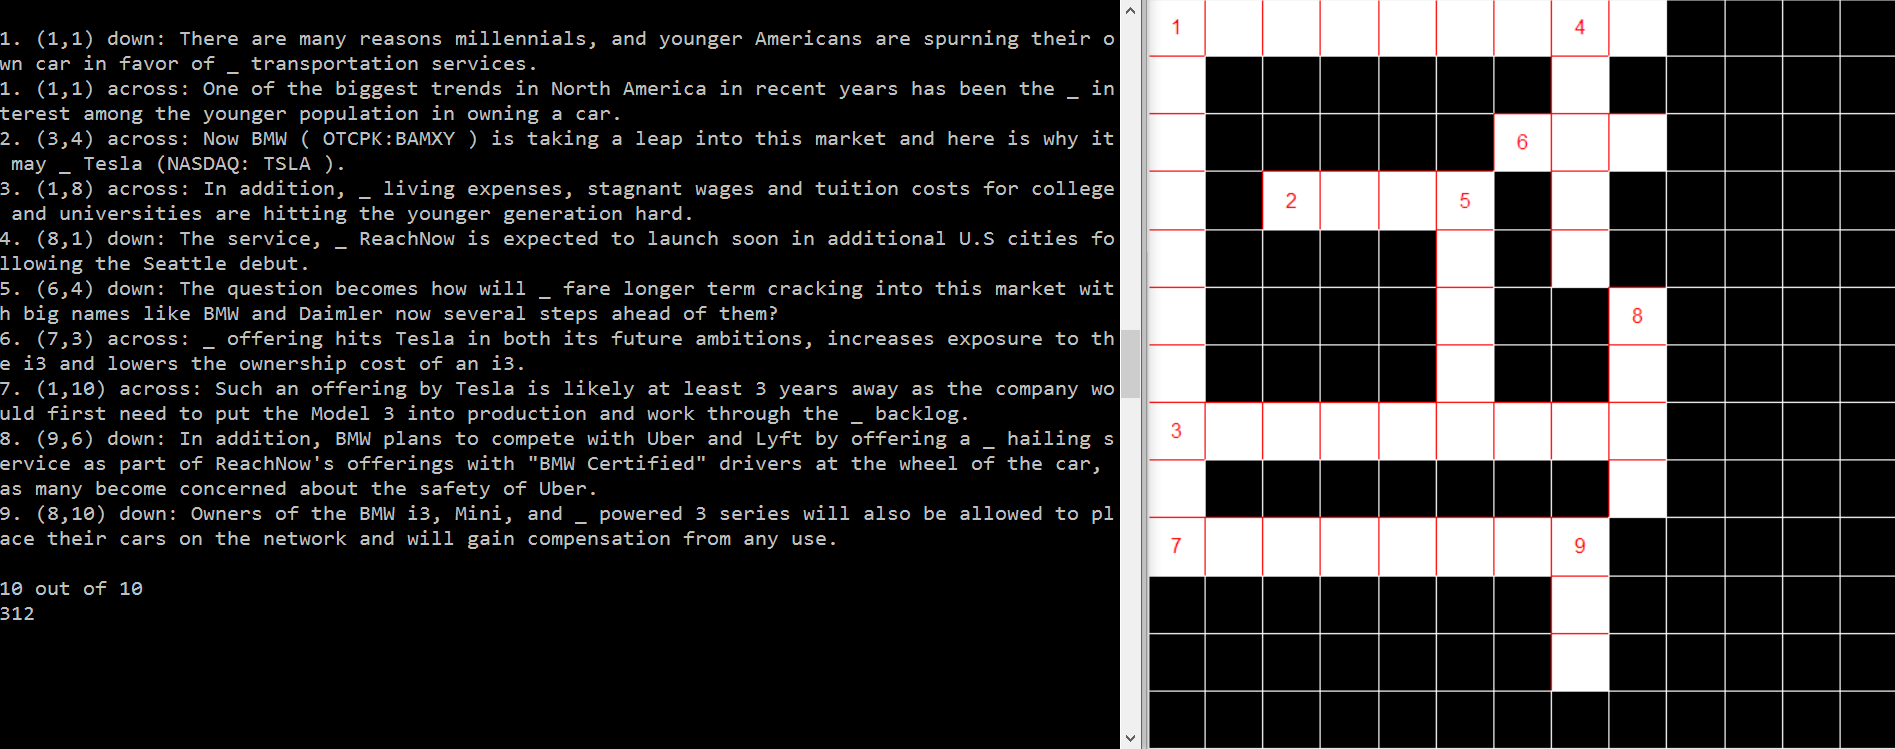 1. (1,1) down: There are many reasons millennials, and younger Americans are spurning their o
wn car in favor of _ transportation services.
1. (1,1) across: One of the biggest trends in North America in recent years has been the _ in
terest among the younger population in owning a car.
2. (3,4) across: Now BMW ( OTCPK:BAMXY ) is taking a leap into this market and here is why it
 may _ Tesla (NASDAQ: TSLA ).
3. (1,8) across: In addition, _ living expenses, stagnant wages and tuition costs for college
 and universities are hitting the younger generation hard.
4. (8,1) down: The service, _ ReachNow is expected to launch soon in additional U.S cities fo
llowing the Seattle debut.
5. (6,4) down: The question becomes how will _ fare longer term cracking into this market wit
h big names like BMW and Daimler now several steps ahead of them?
6. (7,3) across: _ offering hits Tesla in both its future ambitions, increases exposure to th
e i3 and lowers the ownership cost of an i3.
7. (1,10) across: Such an offering by Tesla is likely at least 3 years away as the company wo
uld first need to put the Model 3 into production and work through the _ backlog.
8. (9,6) down: In addition, BMW plans to compete with Uber and Lyft by offering a _ hailing s
ervice as part of ReachNow's offerings with "BMW Certified" drivers at the wheel of the car,
as many become concerned about the safety of Uber.
9. (8,10) down: Owners of the BMW i3, Mini, and _ powered 3 series will also be allowed to pl
ace their cars on the network and will gain compensation from any use.
10 out of 10
312
1 4
6
2 5
8
3
7 9